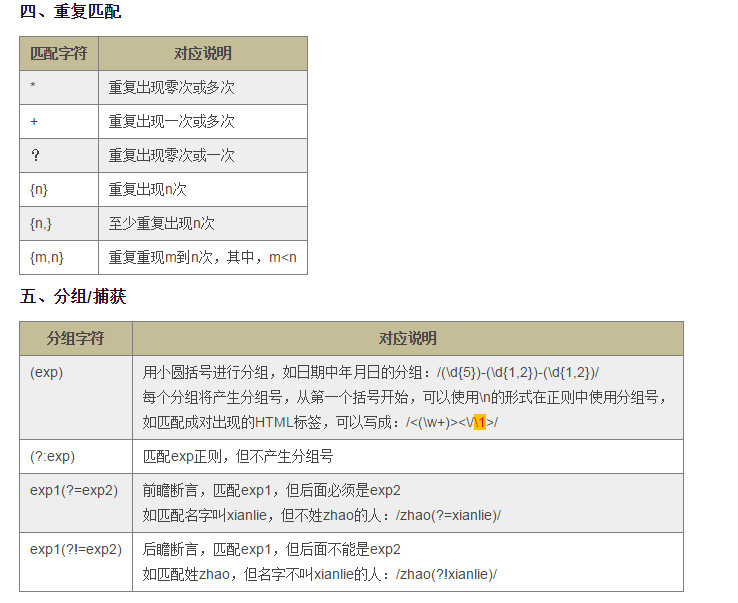 四、重复匹配
匹配字符 对应说明
* 重复出现零次或多次
+ 重复出现一次或多次
? 重复出现零次或一次
{n} 重复出现n次
{n,} 至少重复出现n次
{m,n} 重复重现m到n次，其中，m<n
五、分组/捕获
分组字符 对应说明
(exp) 用小圆括号进行分组，如日期中年月日的分组：/(\d{5})-(\d{1,2})-(\d{1,2})/
每个分组将产生分组号，从第一个括号开始，可以使用\n的形式在正则中使用分组号，
如匹配成对出现的HTML标签，可以写成：/<(\w+)><\/\1>/
(?:exp) 匹配exp正则，但不产生分组号
exp1(?=exp2) 前瞻断言，匹配exp1，但后面必须是exp2
如匹配名字叫xianlie，但不姓zhao的人：/zhao(?=xianlie)/
exp1(?!=exp2) 后瞻断言，匹配exp1，但后面不能是exp2
如匹配姓zhao，但名字不叫xianlie的人：/zhao(?!xianlie)/